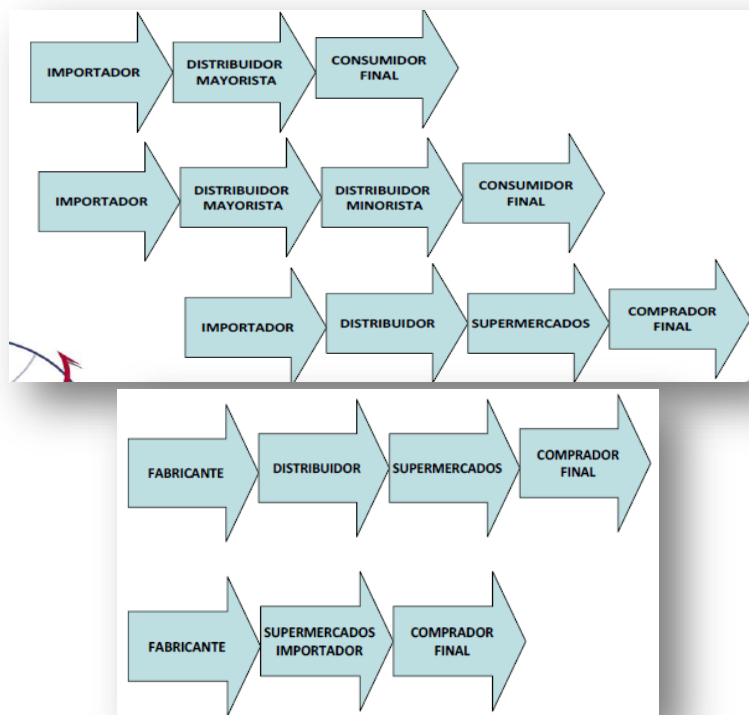 IMPORTADOR
DISTRIBUIDOR
MAYORISTA
CONSUMIDOR
FINAL
IMPORTADOR
DISTRIBUIDOR
MAYORISTA
DISTRIBUIDOR
MINORISTA
CONSUMIDOR
FINAL
IMPORTADOR
DISTRIBUIDOR
SUPERMERCADOS
COMPRADOR
FINAL
FABRICANTE
DISTRIBUIDOR
SUPERMERCADOS
COMPRADOR
FINAL
FABRICANTE
SUPERMERCADOS
IMPORTADOR
COMPRADOR
FINAL